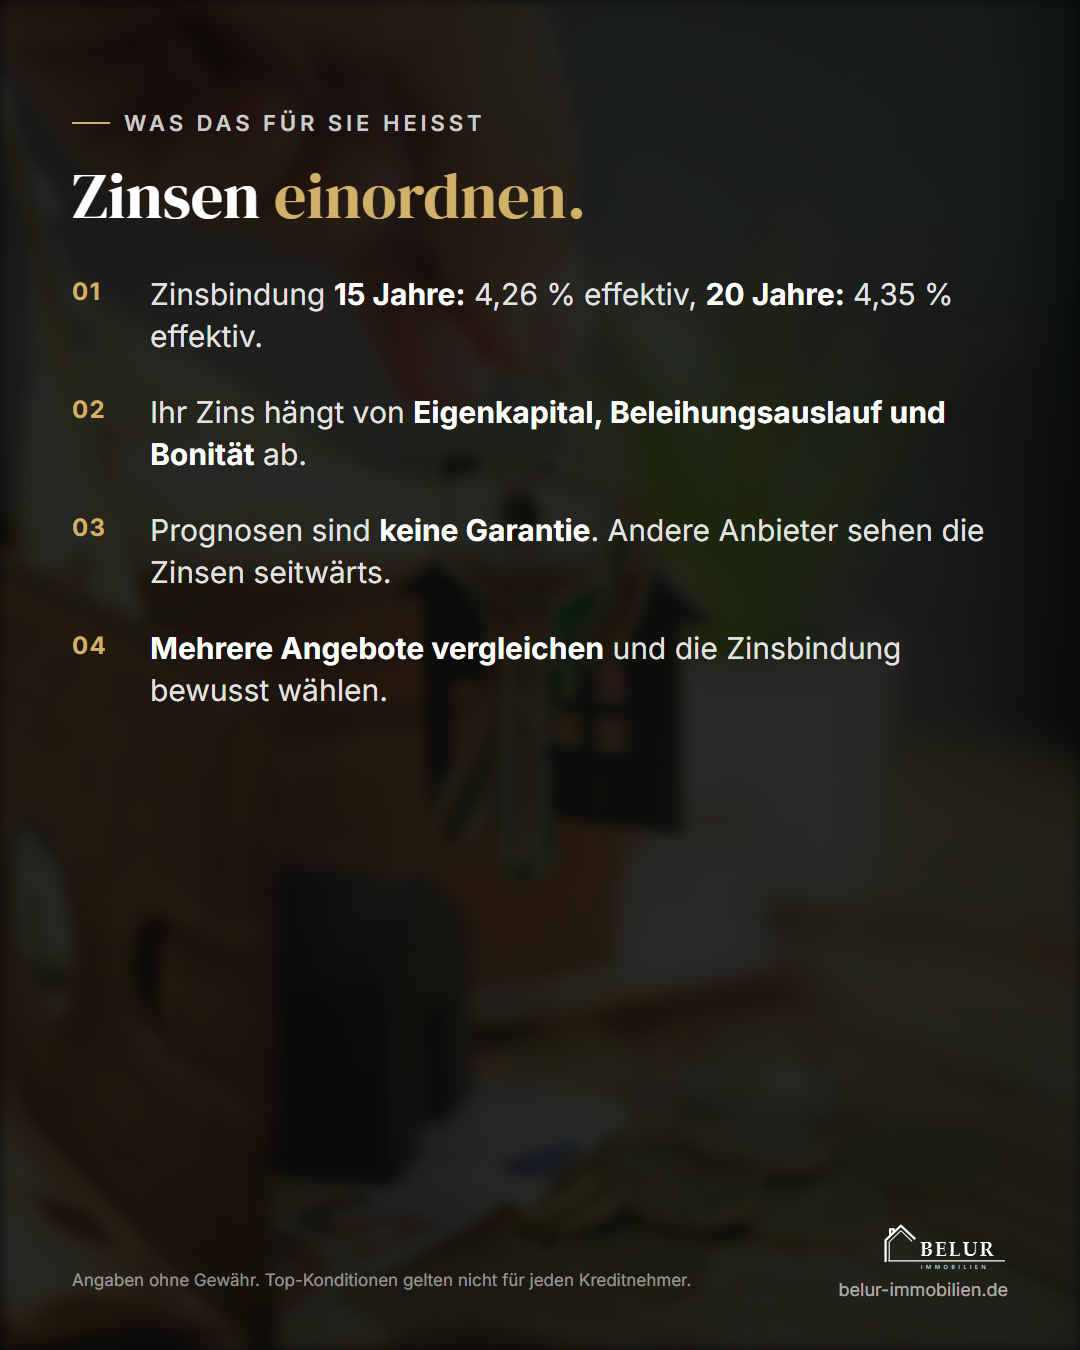 WAS DAS FÜR SIE HEISST
Zinsen einordnen.
01 Zinsbindung 15 Jahre: 4,26 % effektiv, 20 Jahre: 4,35 %
effektiv.
02 Ihr Zins hängt von Eigenkapital, Beleihungsauslauf und
Bonität ab.
03 Prognosen sind keine Garantie. Andere Anbieter sehen die
Zinsen seitwärts.
04 Mehrere Angebote vergleichen und die Zinsbindung
bewusst wählen.
BELUR
IMMOBILIEN
Angaben ohne Gewähr. Top-Konditionen gelten nicht für jeden Kreditnehmer.
belur-immobilien.de